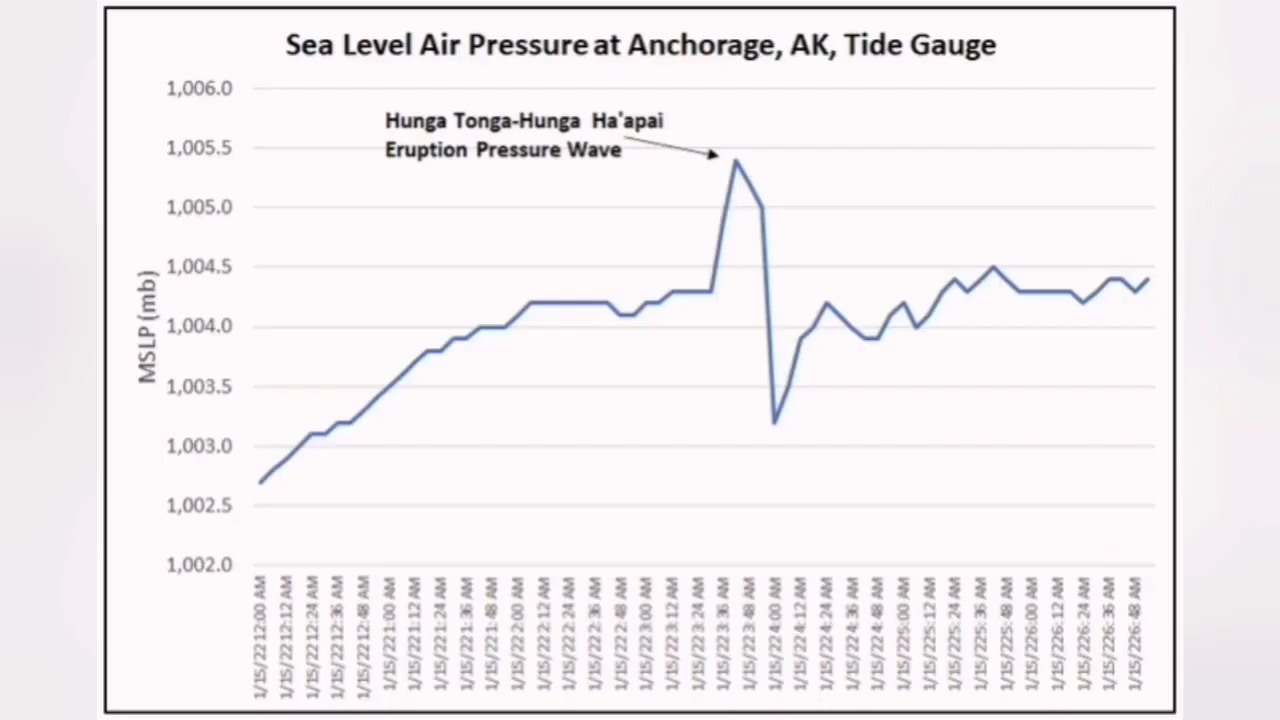 Sea Level Air Pressure at Anchorage, AK, Tide Gauge
Hunga Tonga-Hunga Ha'apai
Eruption Pressure Wave
MSLP (mb)
1,006.0
1,005.5
1,005.0
1,004.5
1,004.0
1,003.5
1,003.0
1,002.5
1,002.0
1/15/22 12:00 AM
1/15/22 12:12 AM
1/15/22 12:24 AM
1/15/22 12:36 AM
1/15/22 12:48 AM
1/15/22 1:00 AM
1/15/22 1:12 AM
1/15/22 1:24 AM
1/15/22 1:36 AM
1/15/22 1:48 AM
1/15/22 2:00 AM
1/15/22 2:12 AM
1/15/22 2:24 AM
1/15/22 2:36 AM
1/15/22 2:48 AM
1/15/22 3:00 AM
1/15/22 3:12 AM
1/15/22 3:24 AM
1/15/22 3:36 AM
1/15/22 3:48 AM
1/15/22 4:00 AM
1/15/22 4:12 AM
1/15/22 4:24 AM
1/15/22 4:36 AM
1/15/22 4:48 AM
1/15/22 5:00 AM
1/15/22 5:12 AM
1/15/22 5:24 AM
1/15/22 5:36 AM
1/15/22 5:48 AM
1/15/22 6:00 AM
1/15/22 6:12 AM
1/15/22 6:24 AM
1/15/22 6:36 AM
1/15/22 6:48 AM